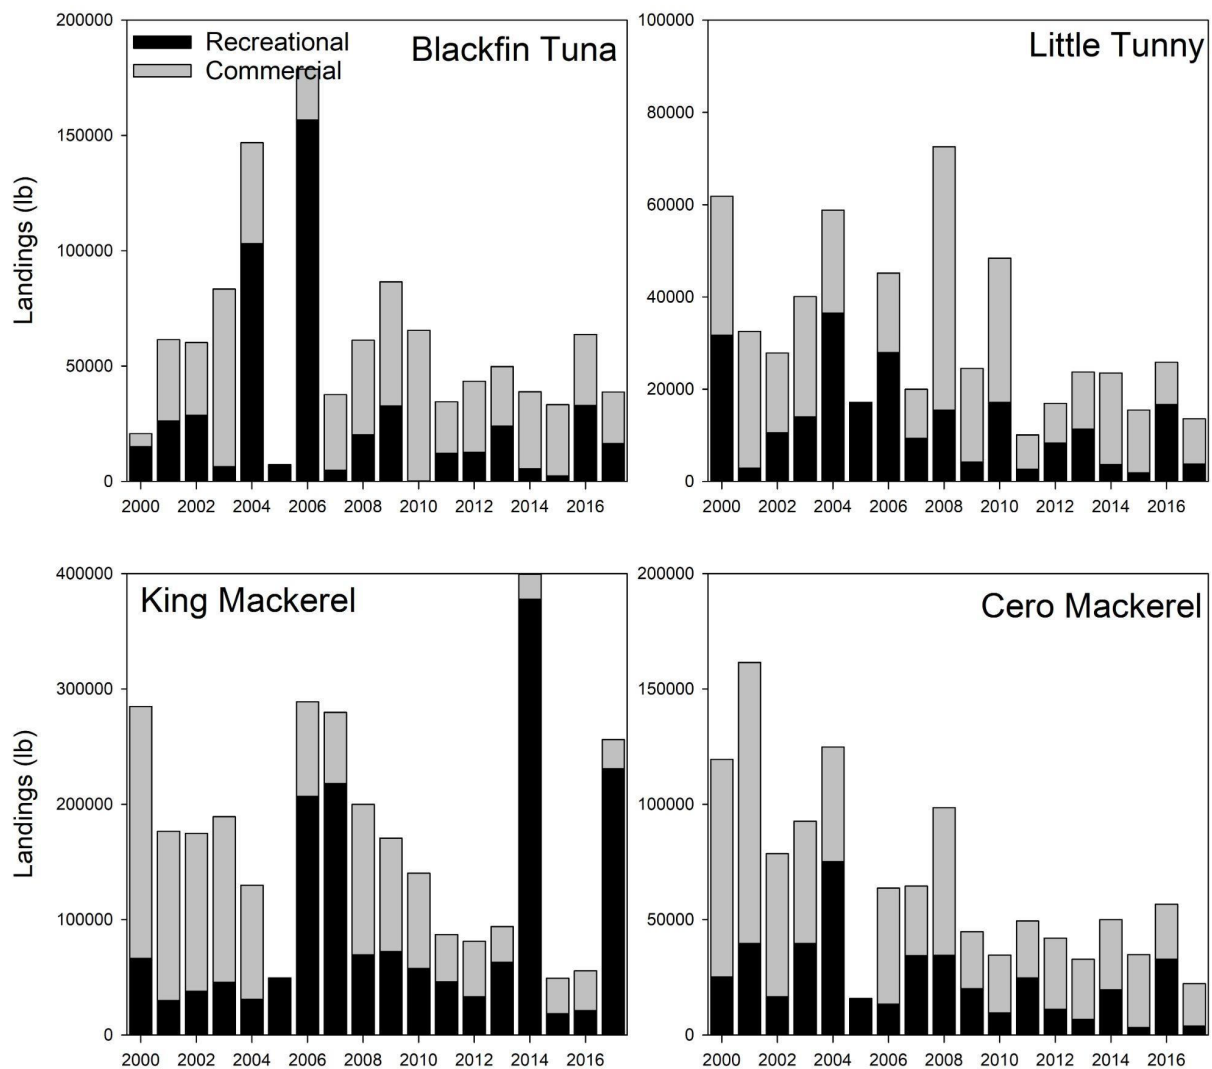 200000
150000
100000
50000
0
Landings (lb)
Recreational
Commercial
Blackfin Tuna
2000 2002 2004 2006 2008 2010 2012 2014 2016
100000
80000
60000
40000
20000
0
Little Tunny
2000 2002 2004 2006 2008 2010 2012 2014 2016
400000
300000
200000
100000
0
Landings (lb)
King Mackerel
2000 2002 2004 2006 2008 2010 2012 2014 2016
200000
150000
100000
50000
0
Cero Mackerel
2000 2002 2004 2006 2008 2010 2012 2014 2016